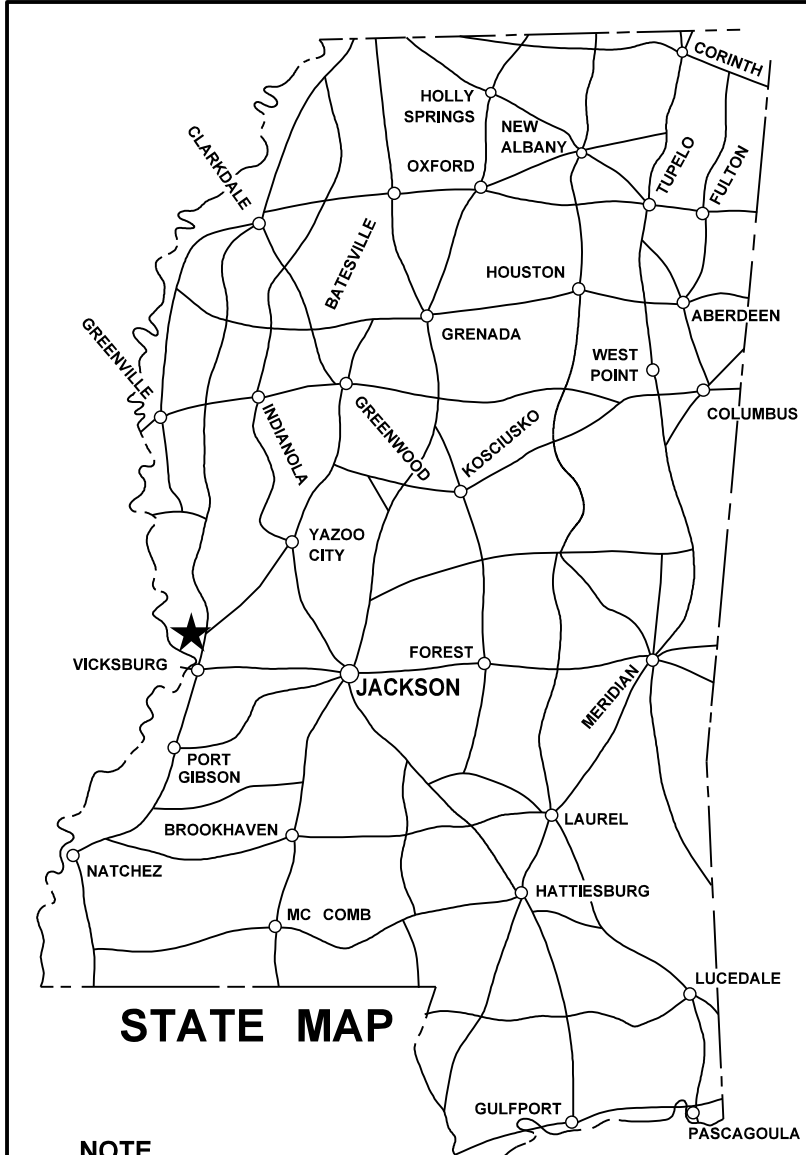 CORINTH
HOLLY
SPRINGS
NEW
ALBANY
CLARKDALE
OXFORD
TUPELO
FULTON
BATESVILLE
HOUSTON
ABERDEEN
GRENADA
GREENVILLE
WEST
POINT
COLUMBUS
INDIANOLA
GREENWOOD
KOSCIUSKO
YAZOO
CITY
VICKSBURG
FOREST
JACKSON
MERIDIAN
PORT
GIBSON
BROOKHAVEN
LAUREL
NATCHEZ
HATTIESBURG
MC COMB
LUCEDALE
STATE MAP
GULFPORT
PASCAGOULA
NOTE